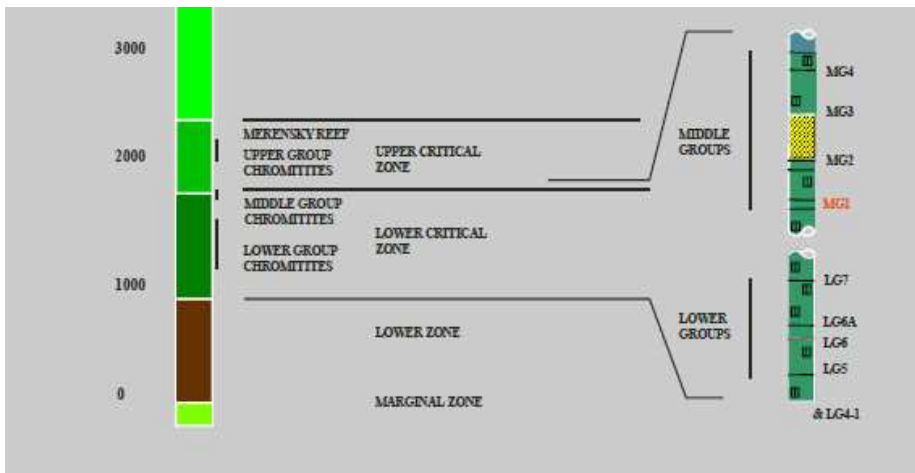 3000
2000
1000
0
MERENSKY REEF
UPPER GROUP
CHROMITITES
UPPER CRITICAL
ZONE
MIDDLE GROUP
CHROMITITES
LOWER CRITICAL
ZONE
LOWER GROUP
CHROMITITES
LOWER ZONE
MARGINAL ZONE
MIDDLE
GROUPS
LOWER
GROUPS
MG4
MG3
MG2
MG1
LG7
LG6A
LG6
LG5
& LG4-1